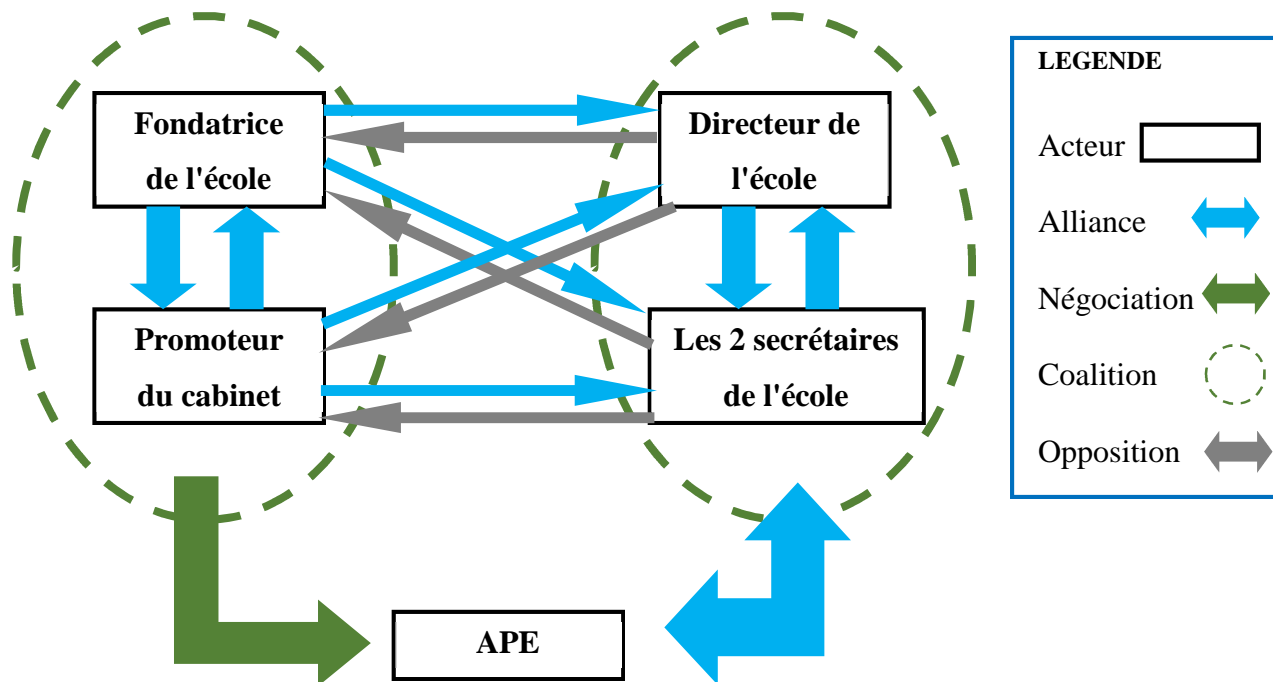 Fondatrice
de l'école
Directeur de
l'école
Promoteur
du cabinet
Les 2 secrétaires
de l'école
APE
LEGENDE
Acteur
Alliance
Négociation
Coalition
Opposition